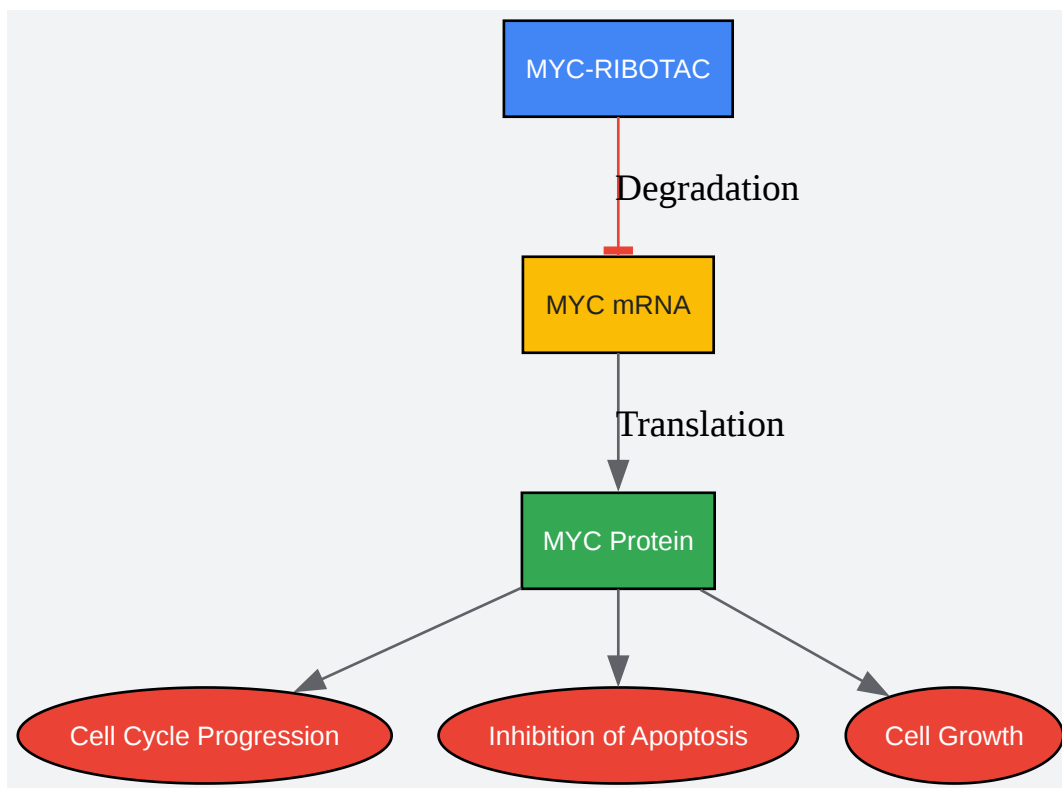 MYC-RIBOTAC
Degradation
MYC mRNA
Translation
MYC Protein
Cell Cycle Progression
Inhibition of Apoptosis
Cell Growth